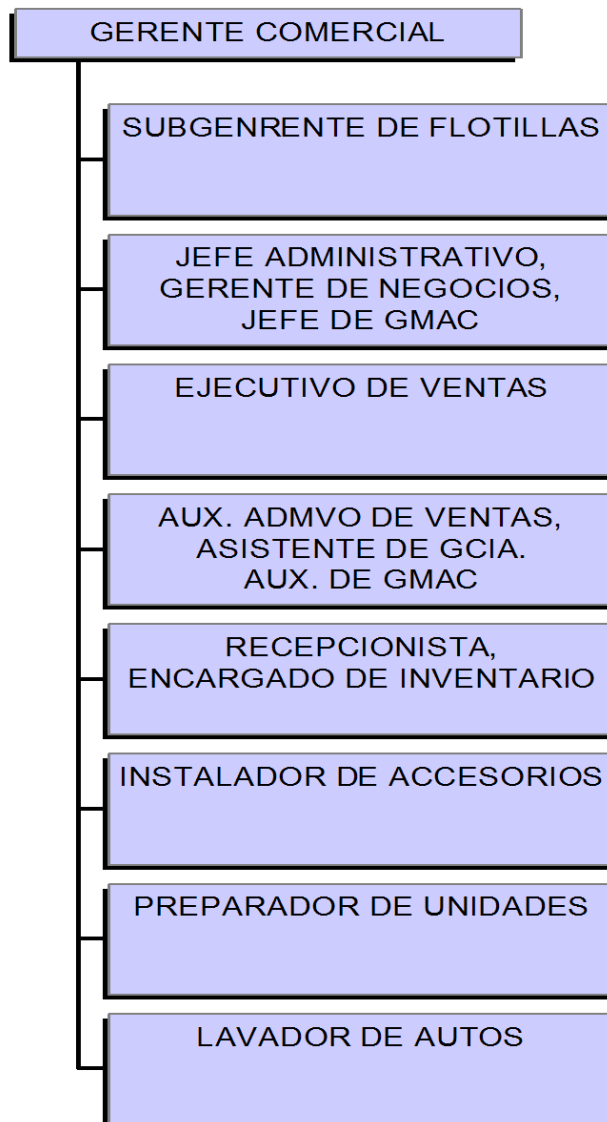 GERENTE COMERCIAL
SUBGENRENTE DE FLOTILLAS
JEFE ADMINISTRATIVO,
GERENTE DE NEGOCIOS,
JEFE DE GMAC
EJECUTIVO DE VENTAS
AUX. ADMVO DE VENTAS,
ASISTENTE DE GCIA.
AUX. DE GMAC
RECEPCIONISTA,
ENCARGADO DE INVENTARIO
INSTALADOR DE ACCESORIOS
PREPARADOR DE UNIDADES
LAVADOR DE AUTOS